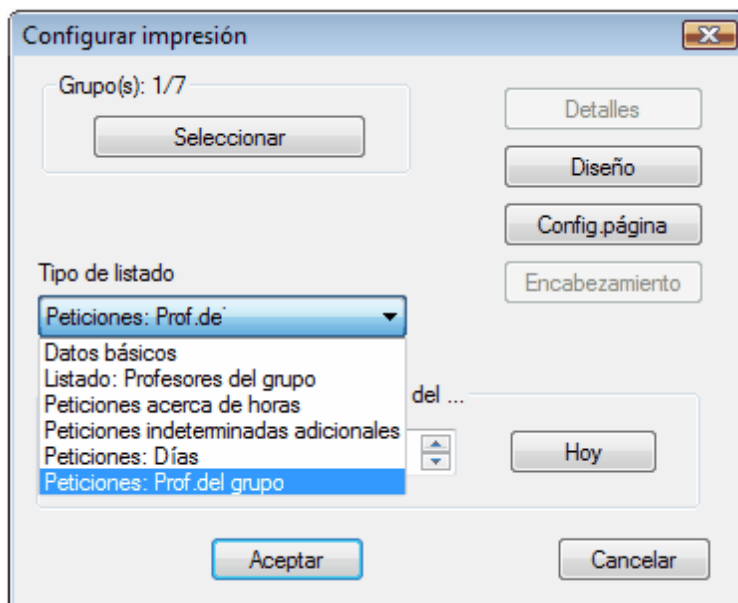 Configurar impresión
Grupo(s): 1/7
Seleccionar
Detalles
Diseño
Config.página
Encabezamiento
Tipo de listado
Peticiones: Prof.de
Datos básicos
Listado: Profesores del grupo
Peticiones acerca de horas
Peticiones indeterminadas adicionales
Peticiones: Días
Peticiones: Prof.del grupo
del ...
Hoy
Aceptar
Cancelar